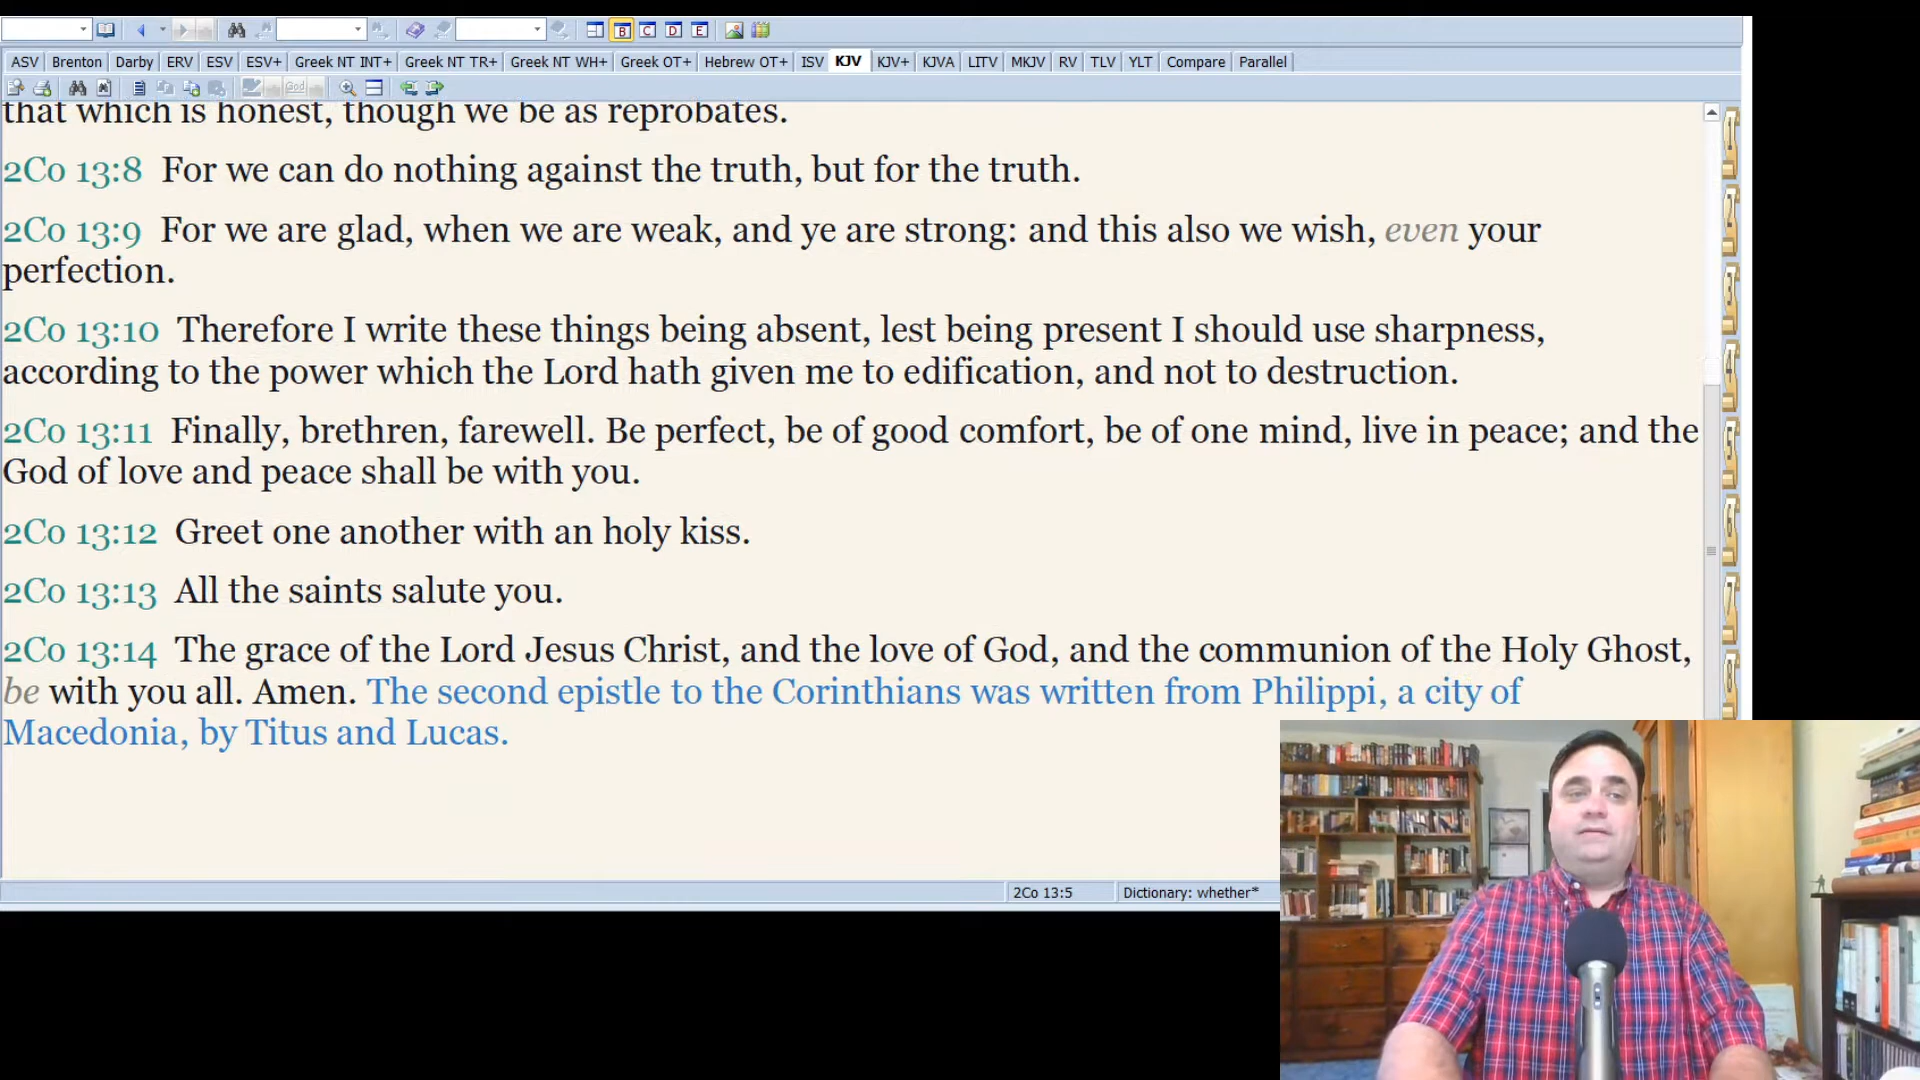 B C D E
ASV Brenton Darby ERV ESV ESV+ Greek NT INT+ Greek NT TR+ Greek NT WH+ Greek OT+ Hebrew OT+ ISV KJV KJV+ KJVA LITV MKJV RV TLV YLT Compare Parallel
God
that which is honest, though we be as reprobates.
2Co 13:8 For we can do nothing against the truth, but for the truth.
2Co 13:9 For we are glad, when we are weak, and ye are strong: and this also we wish, even your
perfection.
2Co 13:10 Therefore I write these things being absent, lest being present I should use sharpness,
according to the power which the Lord hath given me to edification, and not to destruction.
2Co 13:11 Finally, brethren, farewell. Be perfect, be of good comfort, be of one mind, live in peace; and the
God of love and peace shall be with you.
2Co 13:12 Greet one another with an holy kiss.
2Co 13:13 All the saints salute you.
2Co 13:14 The grace of the Lord Jesus Christ, and the love of God, and the communion of the Holy Ghost,
be with you all. Amen. The second epistle to the Corinthians was written from Philippi, a city of
Macedonia, by Titus and Lucas.
1
2
3
4
5
6
7
8
2Co 13:5 Dictionary: whether*